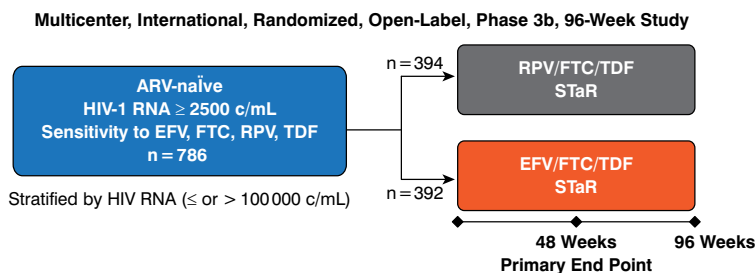 Multicenter, International, Randomized, Open-Label, Phase 3b, 96-Week Study
ARV-naÏve
HIV-1 RNA ≥ 2500 c/mL
Sensitivity to EFV, FTC, RPV, TDF
n = 786
Stratified by HIV RNA (≤ or > 100 000 c/mL)
n = 394
RPV/FTC/TDF
STaR
n = 392
EFV/FTC/TDF
STaR
48 Weeks
Primary End Point
96 Weeks